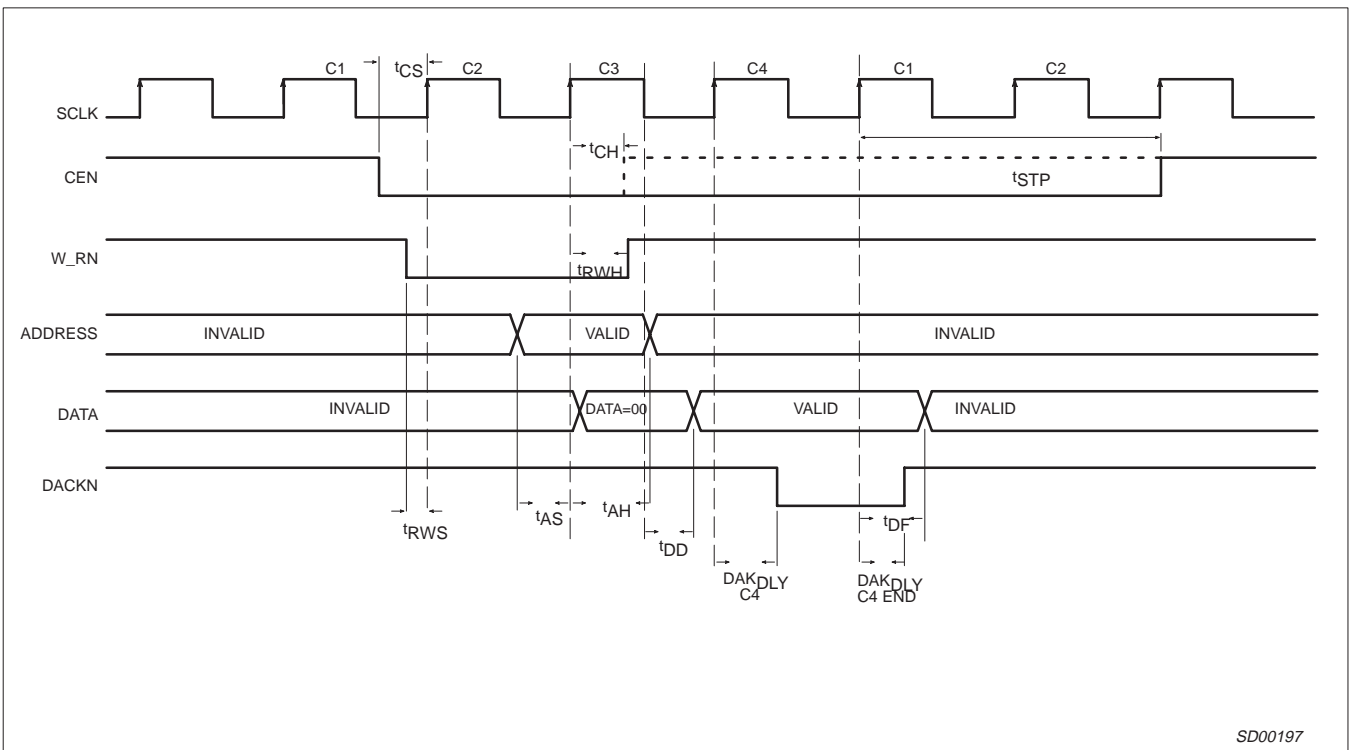 C1
tCS
C2
C3
C4
C1
C2
SCLK
tCH
CEN
tSTP
W_RN
tRWH
ADDRESS
INVALID
VALID
INVALID
DATA
INVALID
DATA=00
VALID
INVALID
DACKN
tRWS
tAS
tAH
tDD
tDF
DAKDLY
C4
DAKDLY
C4 END
SD00197